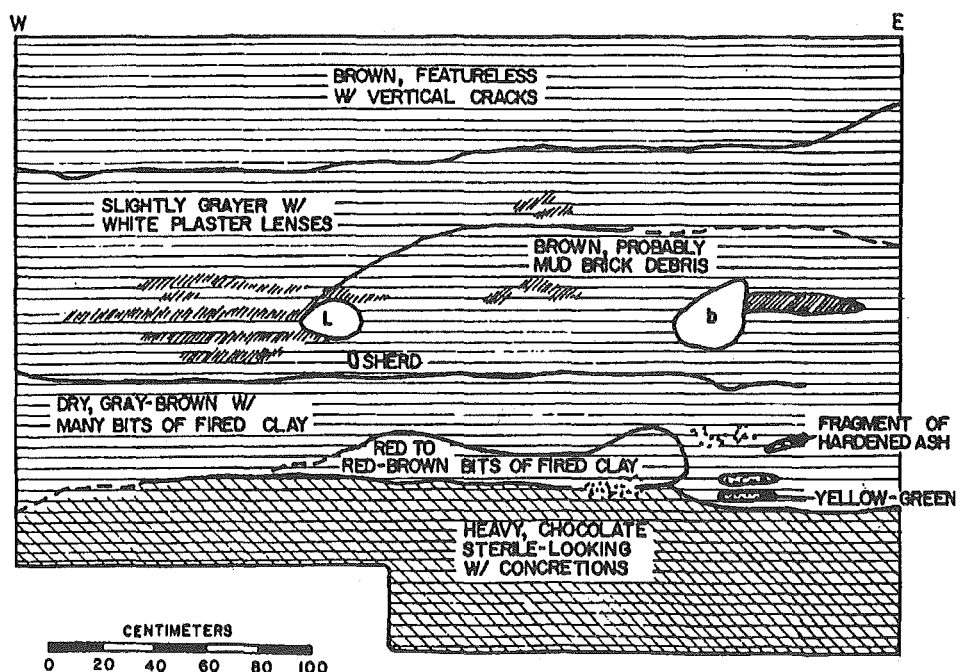 W E
BROWN, FEATURELESS
W/ VERTICAL CRACKS
SLIGHTLY GRAYER W/
WHITE PLASTER LENSES
BROWN, PROBABLY
MUD BRICK DEBRIS
L
b
SHERD
DRY, GRAY-BROWN W/
MANY BITS OF FIRED CLAY
FRAGMENT OF
HARDENED ASH
RED TO
RED-BROWN BITS OF FIRED CLAY
YELLOW-GREEN
HEAVY, CHOCOLATE
STERILE-LOOKING
W/ CONCRETIONS
CENTIMETERS
0 20 40 60 80 100